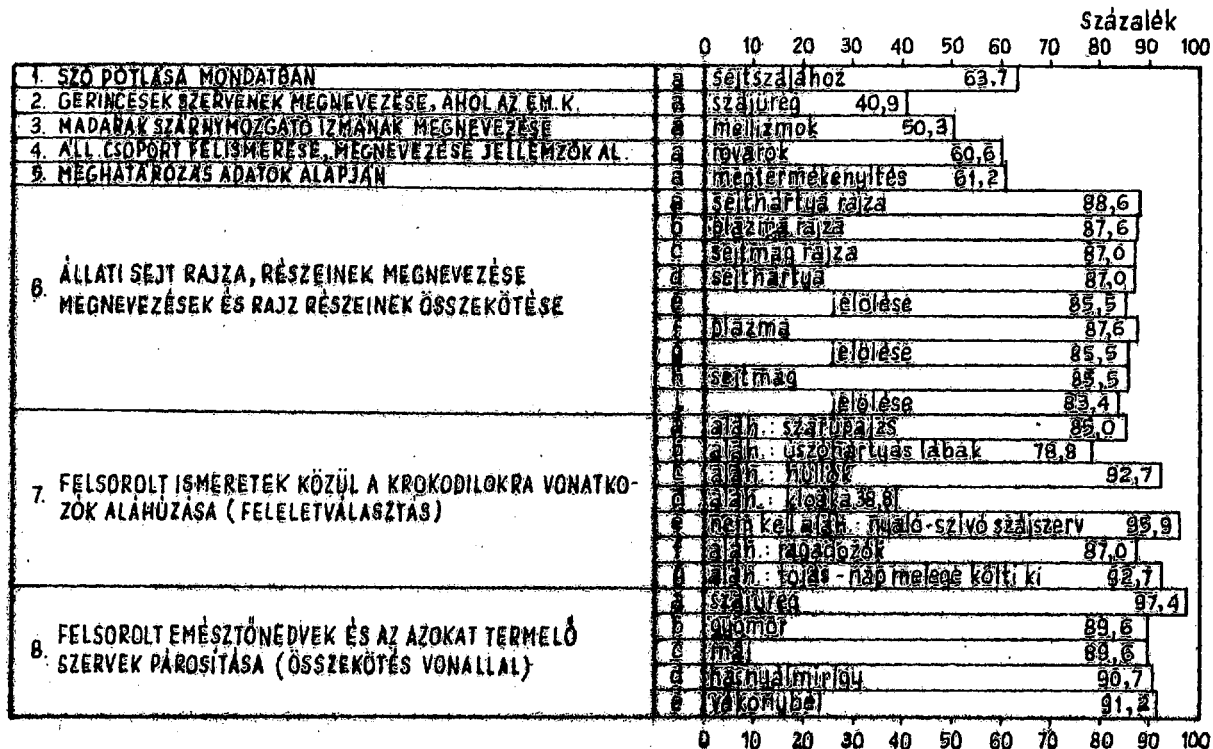 Százalék
0 10 20 30 40 50 60 70 80 90 100
1. SZÓ PÓTLÁSA MONDATBAN a sejtszájához 63,7
2. GERINCESEK SZERVÉNEK MEGNEVEZÉSE, AHOL AZ EM. K. a szájüreg 40,9
3. MADARAK SZÁRNYMOZGATÓ IZMÁNAK MEGNEVEZÉSE a mellizmok 50,3
4. ÁLL. CSOPORT FELISMERÉSE, MEGNEVEZÉSE JELLEMZŐK AL. a rovarok 60,6
5. MEGHATÁROZÁS ADATOK ALAPJÁN a megtermékenyítés 61,2
6. ÁLLATI SEJT RAJZA, RÉSZEINEK MEGNEVEZÉSE
MEGNEVEZÉSEK ÉS RAJZ RÉSZEINEK ÖSSZEKÖTÉSE
a sejthártya rajza 88,6
b plazma rajza 87,6
c sejtmag rajza 87,0
d sejthártya 87,0
e jelölése 85,5
f plazma 87,6
g jelölése 85,5
h sejtmag 85,5
jelölése 83,4
7. FELSOROLT ISMERETEK KÖZÜL A KROKODILOKRA VONATKO-
ZÓK ALÁHÚZÁSA (FELELETVÁLASZTÁS)
a aláh.: szarupajzs 85,0
b aláh.: úszóhártyás lábak 78,8
c aláh.: hüllők 92,7
d aláh.: kloáka 38,8
e nem kell aláh.: nyaló-szívó szájszerv 95,9
f aláh.: ragadozók 87,0
g aláh.: tojás-nap melege költi ki 92,7
8. FELSOROLT EMÉSZTŐNEDVEK ÉS AZ AZOKAT TERMELŐ
SZERVEK PÁROSÍTÁSA (ÖSSZEKÖTÉS VONALLAL)
a szájüreg 97,4
b gyomor 89,6
c máj 89,6
d hasnyálmirigy 90,7
e vékonybél 91,2
0 10 20 30 40 50 60 70 80 90 100